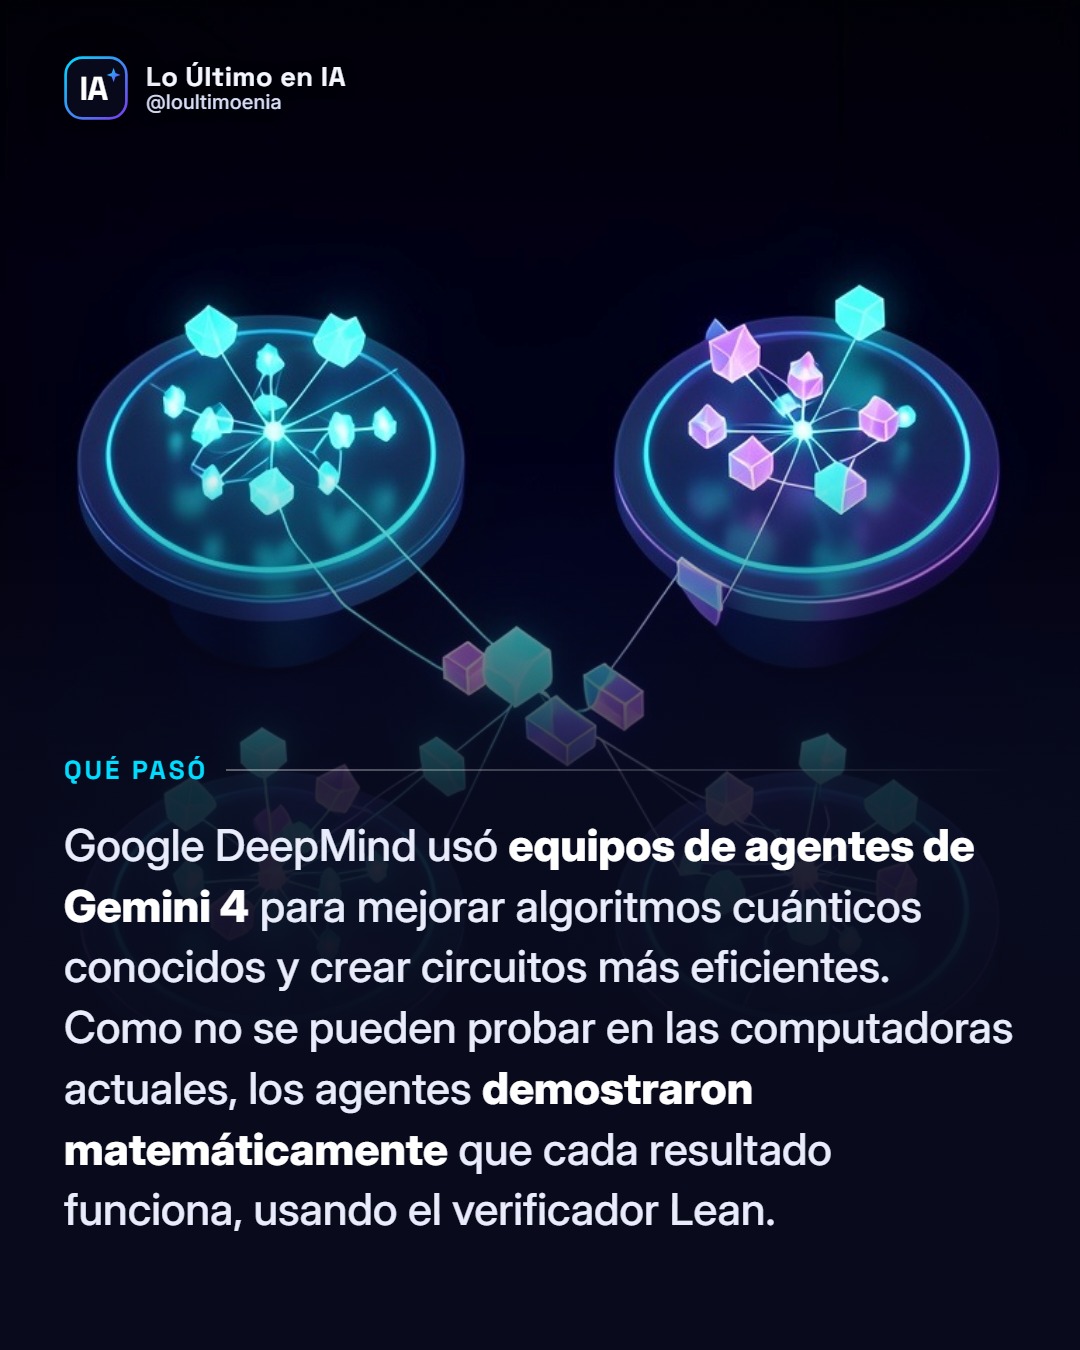 IA
Lo Último en IA
@loultimoenia
QUÉ PASÓ
Google DeepMind usó equipos de agentes de
Gemini 4 para mejorar algoritmos cuánticos
conocidos y crear circuitos más eficientes.
Como no se pueden probar en las computadoras
actuales, los agentes demostraron
matemáticamente que cada resultado
funciona, usando el verificador Lean.